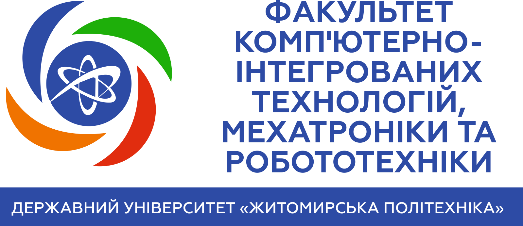 ФАКУЛЬТЕТ
КОМП'ЮТЕРНО-
ІНТЕГРОВАНИХ
ТЕХНОЛОГІЙ,
МЕХАТРОНІКИ ТА
РОБОТОТЕХНІКИ
ДЕРЖАВНИЙ УНІВЕРСИТЕТ «ЖИТОМИРСЬКА ПОЛІТЕХНІКА»